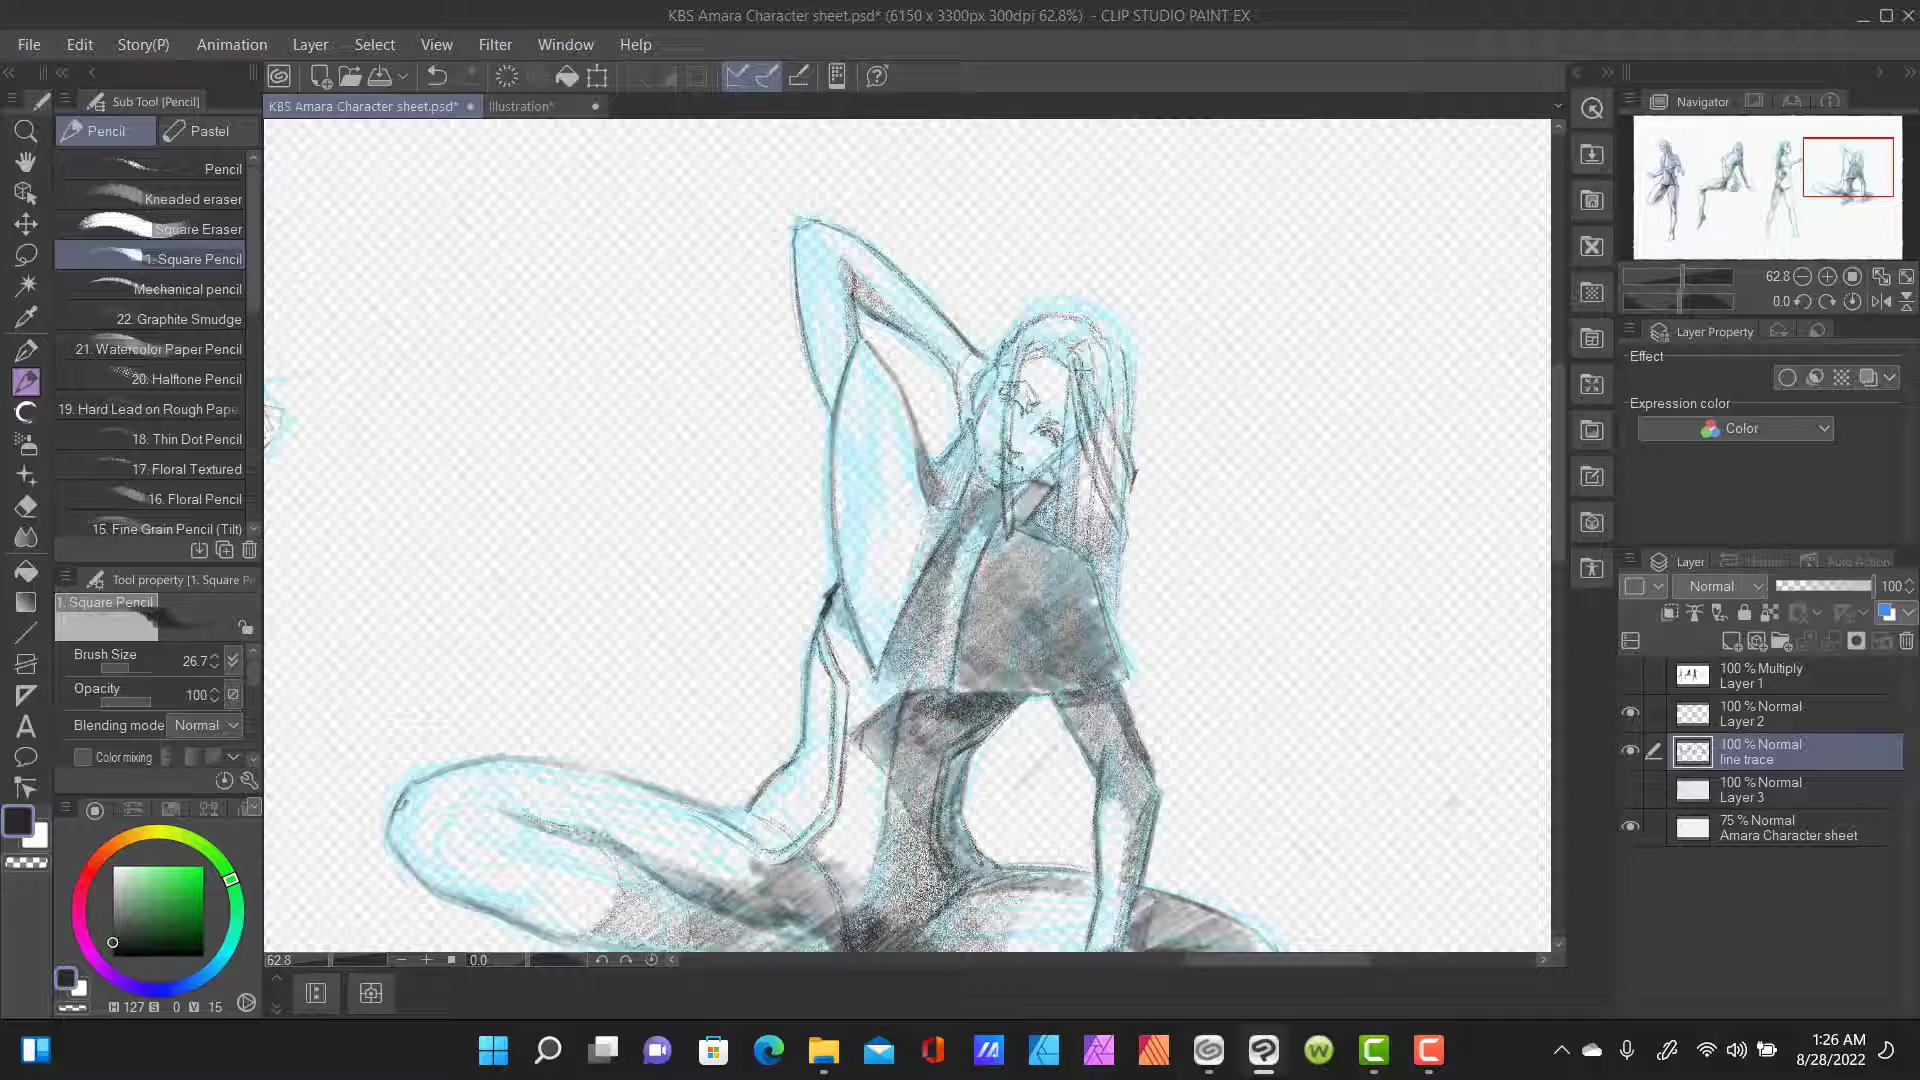 KBS Amara Character sheet.psd* (6150 x 3300px 300dpi 62.8%) - CLIP STUDIO PAINT EX
File Edit Story(P) Animation Layer Select View Filter Window Help
Sub Tool [Pencil]
KBS Amara Character sheet.psd* Illustration*
Navigator
Pencil Pastel
Pencil
Kneaded eraser
Square Eraser
1. Square Pencil
Mechanical pencil
22. Graphite Smudge
21. Watercolor Paper Pencil
20. Halftone Pencil
19. Hard Lead on Rough Pape
18. Thin Dot Pencil
17. Floral Textured
16. Floral Pencil
15. Fine Grain Pencil (Tilt)
Tool property [1. Square Pe
1. Square Pencil
Brush Size 26.7
Opacity 100
Blending mode Normal
Color mixing
H 127 S 0 V 15
62.8 0.0
62.8
0.0
Layer Property
Effect
Expression color
Color
Layer Auto Action
Normal 100
100 % Multiply
Layer 1
100 % Normal
Layer 2
100 % Normal
line trace
100 % Normal
Layer 3
75 % Normal
Amara Character sheet
1:26 AM
8/28/2022